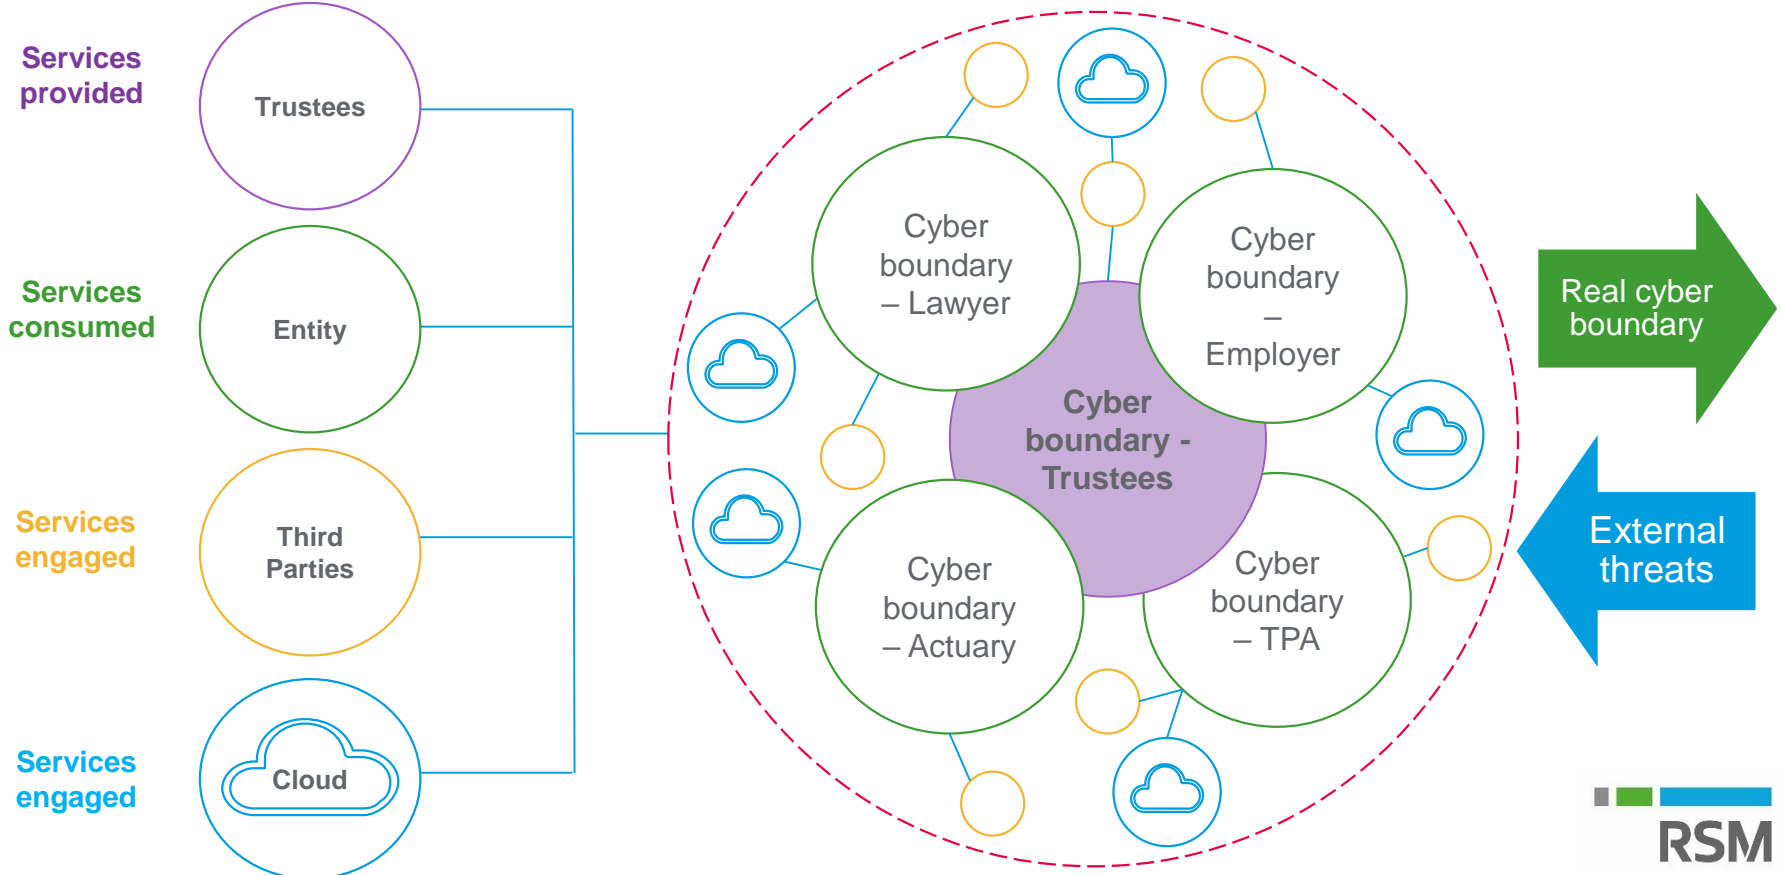 Services
provided
Trustees
Services
consumed
Entity
Services
engaged
Third
Parties
Services
engaged
Cloud
Cyber
boundary
– Lawyer
Cyber
boundary
–
Employer
Cyber
boundary -
Trustees
Cyber
boundary
– Actuary
Cyber
boundary
– TPA
Real cyber
boundary
External
threats
RSM